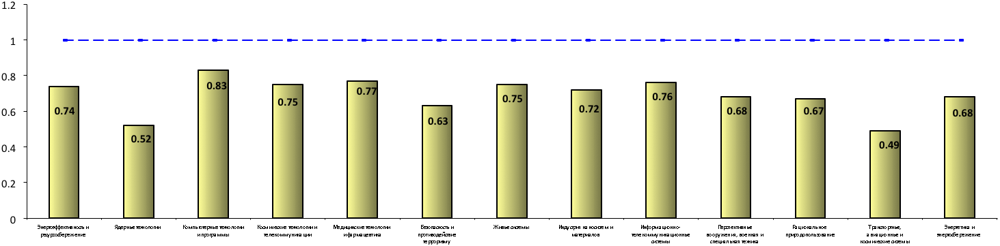 1.2
1
0.8
0.6
0.4
0.2
0
0.74
0.52
0.83
0.75
0.77
0.63
0.75
0.72
0.76
0.68
0.67
0.49
0.68
Энергоэффективность и
ресурсосбережение
Ядерные технологии
Компьютерные технологии
и программы
Космические технологии и
телекоммуникации
Медицинские технологии
и фармацевтика
Безопасность и
противодействие
терроризму
Живые системы
Индустрия наносистем и
материалов
Информационно-
телекоммуникационные
системы
Перспективные
вооружения, военная и
специальная техника
Рациональное
природопользование
Транспортные,
авиационные и
космические системы
Энергетика и
энергосбережение